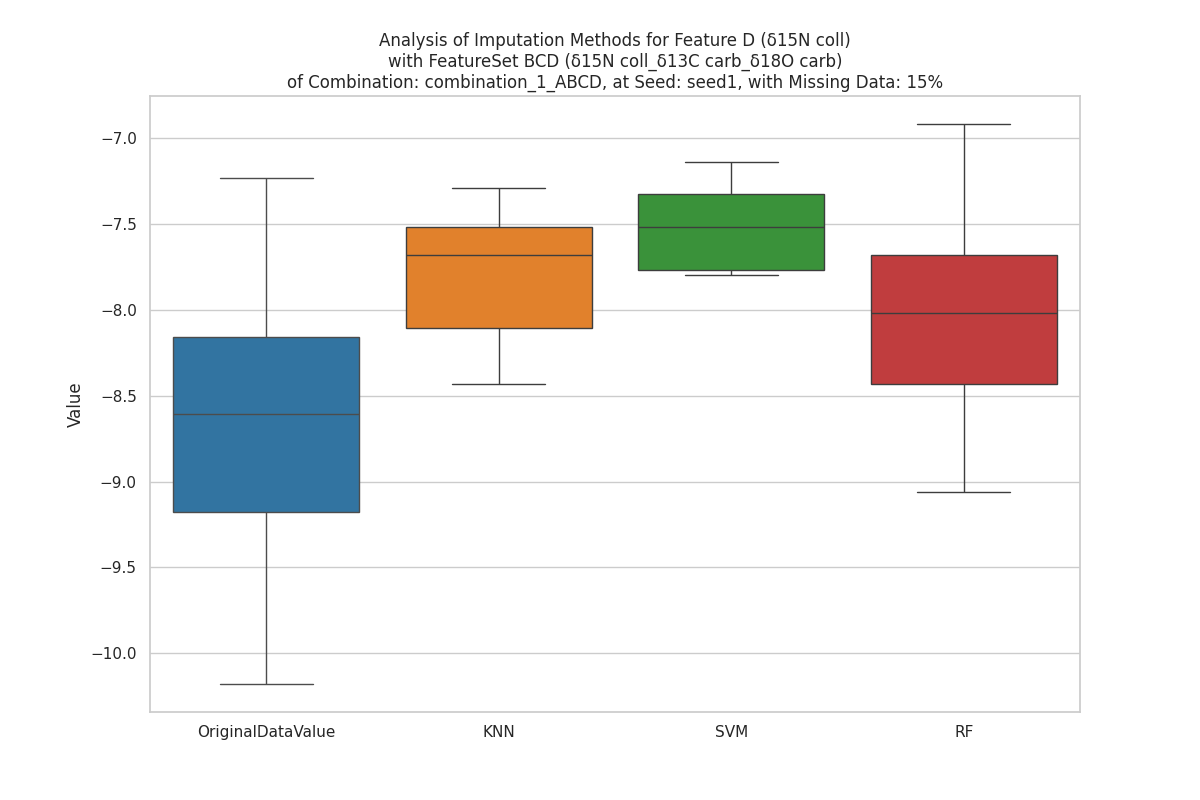 Analysis of Imputation Methods for Feature D (δ15N coll)
with FeatureSet BCD (δ15N coll_δ13C carb_δ18O carb)
of Combination: combination_1_ABCD, at Seed: seed1, with Missing Data: 15%
−7.0
−7.5
−8.0
−8.5
−9.0
−9.5
−10.0
Value
OriginalDataValue
KNN
SVM
RF